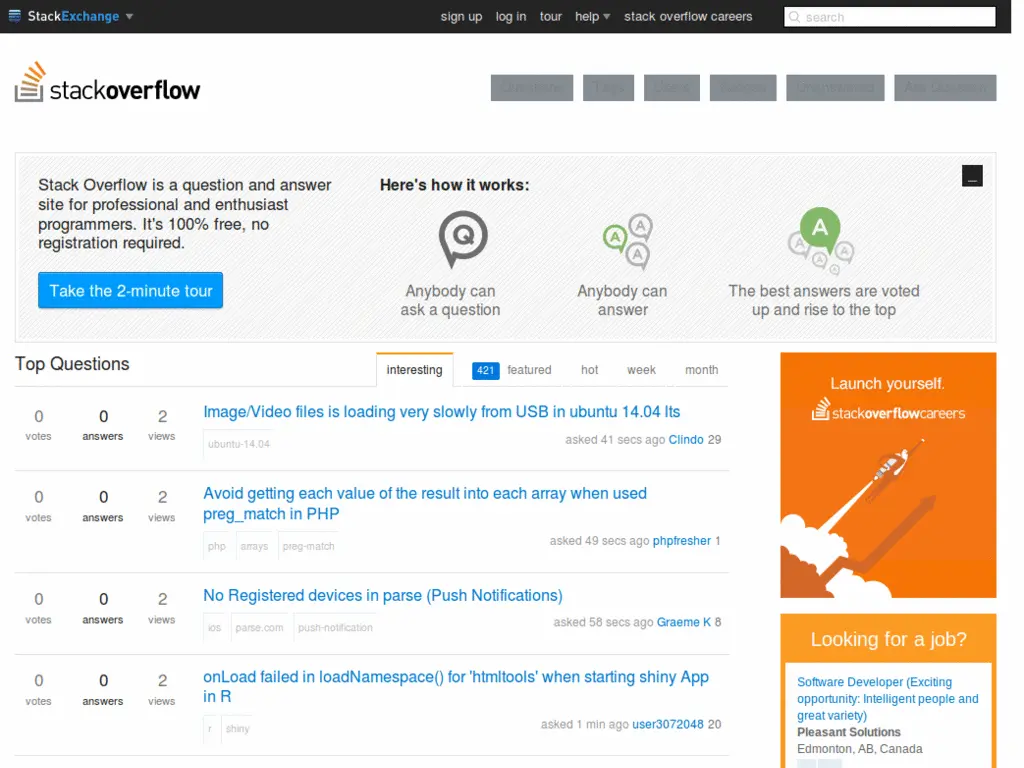 StackExchange sign up log in tour help stack overflow careers search
stackoverflow
Questions Tags Users Badges Unanswered Ask Question
Stack Overflow is a question and answer
site for professional and enthusiast
programmers. It's 100% free, no
registration required.
Take the 2-minute tour
Here's how it works:
Q
Anybody can
ask a question
A A A
Anybody can
answer
A A A A A
The best answers are voted
up and rise to the top
_
Top Questions
interesting 421 featured hot week month
0 0 2
votes answers views
Image/Video files is loading very slowly from USB in ubuntu 14.04 lts
ubuntu-14.04
asked 41 secs ago Clindo 29
0 0 2
votes answers views
Avoid getting each value of the result into each array when used
preg_match in PHP
php arrays preg-match
asked 49 secs ago phpfresher 1
0 0 2
votes answers views
No Registered devices in parse (Push Notifications)
ios parse.com push-notification
asked 58 secs ago Graeme K 8
0 0 2
votes answers views
onLoad failed in loadNamespace() for 'htmltools' when starting shiny App
in R
r shiny
asked 1 min ago user3072048 20
Launch yourself.
stackoverflowcareers
Looking for a job?
Software Developer (Exciting
opportunity: Intelligent people and
great variety)
Pleasant Solutions
Edmonton, AB, Canada